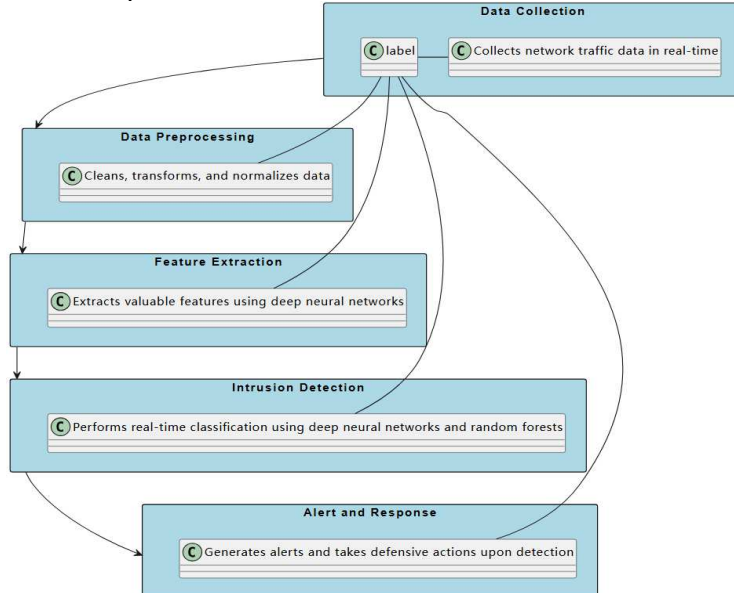 Data Collection
C label
C Collects network traffic data in real-time
Data Preprocessing
C Cleans, transforms, and normalizes data
Feature Extraction
C Extracts valuable features using deep neural networks
Intrusion Detection
C Performs real-time classification using deep neural networks and random forests
Alert and Response
C Generates alerts and takes defensive actions upon detection